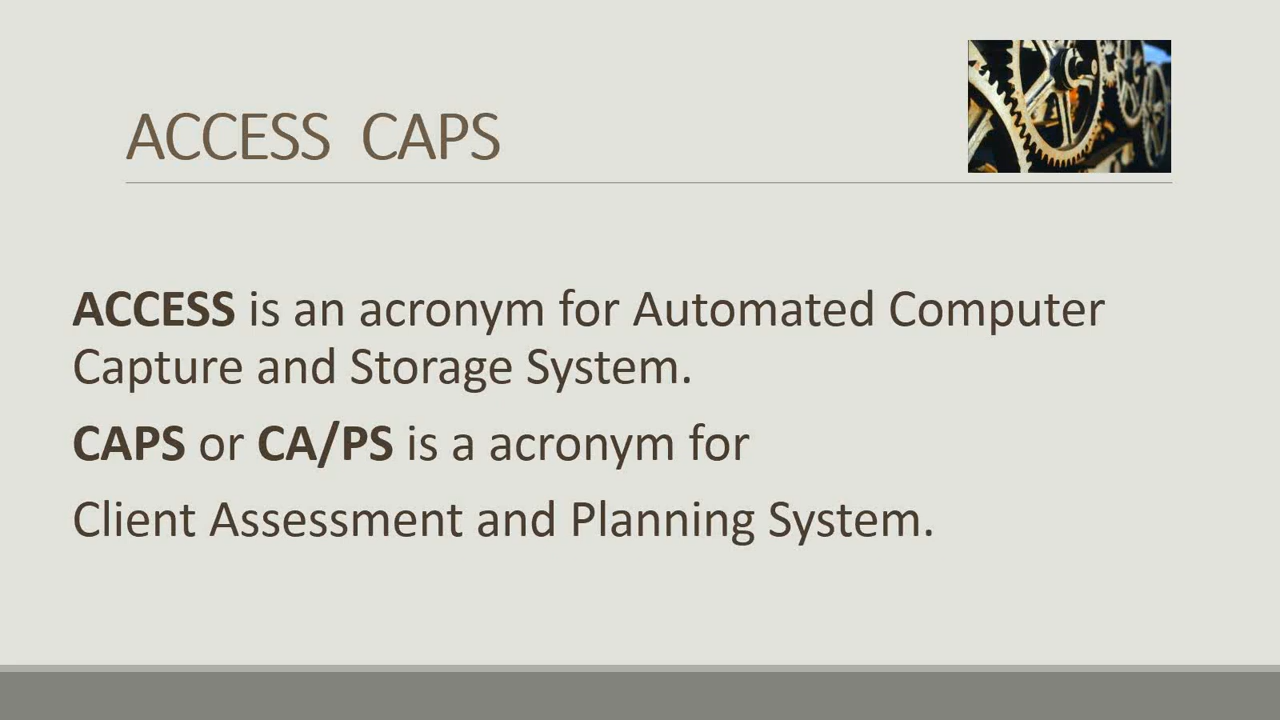 ACCESS CAPS
ACCESS is an acronym for Automated Computer
Capture and Storage System.
CAPS or CA/PS is a acronym for
Client Assessment and Planning System.